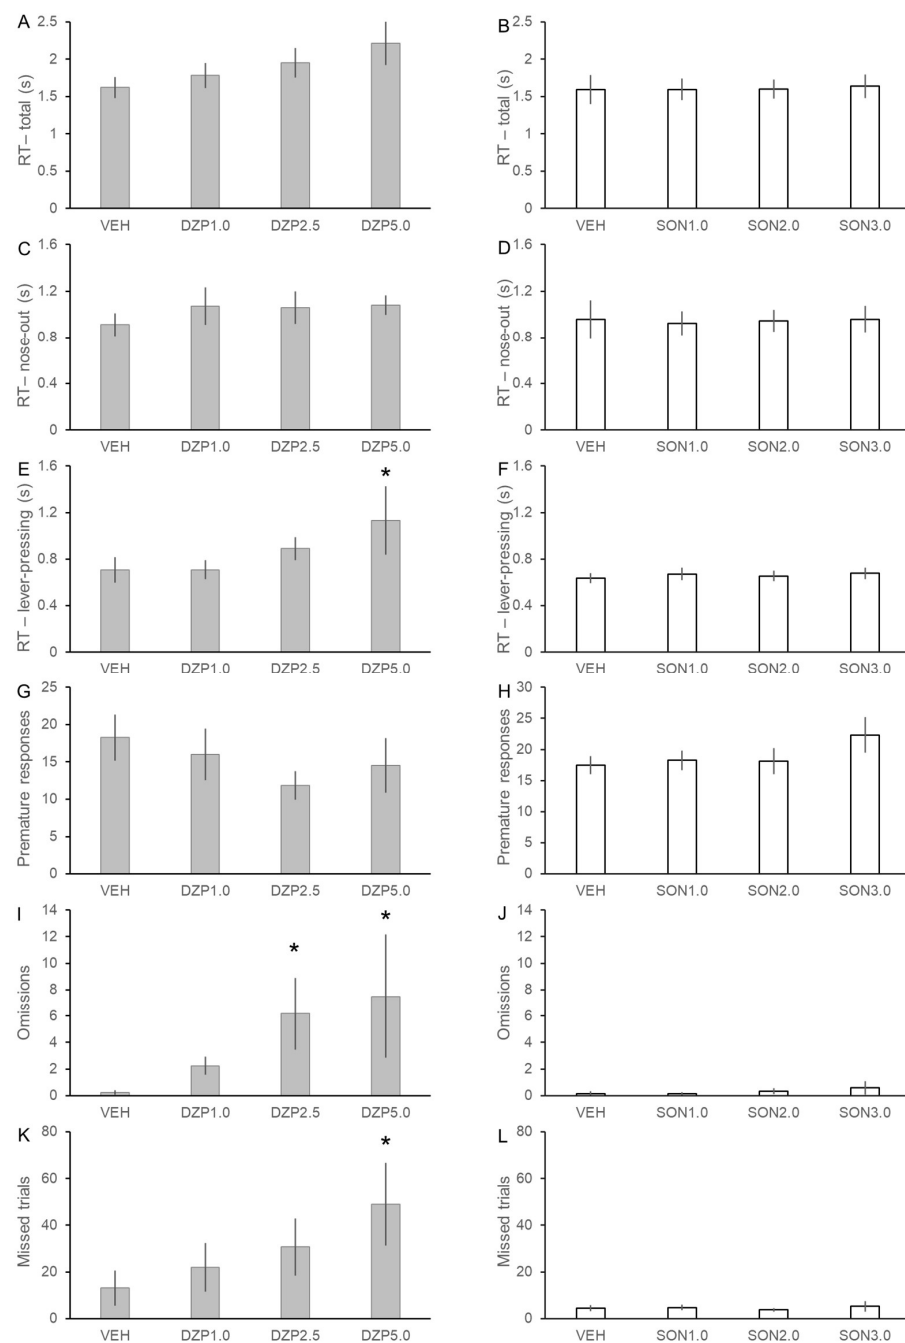 A
RT– total (s)
2.5
2
1.5
1
0.5
0
VEH DZP1.0 DZP2.5 DZP5.0
B
RT – total (s)
2.5
2
1.5
1
0.5
0
VEH SON1.0 SON2.0 SON3.0
C
RT– nose-out (s)
1.6
1.2
0.8
0.4
0
VEH DZP1.0 DZP2.5 DZP5.0
D
RT – nose-out (s)
1.6
1.2
0.8
0.4
0
VEH SON1.0 SON2.0 SON3.0
E
RT – lever-pressing (s)
1.6
1.2
0.8
0.4
0
*
VEH DZP1.0 DZP2.5 DZP5.0
F
RT – lever-pressing (s)
1.6
1.2
0.8
0.4
0
VEH SON1.0 SON2.0 SON3.0
G
Premature responses
25
20
15
10
5
0
VEH DZP1.0 DZP2.5 DZP5.0
H
Premature responses
30
25
20
15
10
5
0
VEH SON1.0 SON2.0 SON3.0
I
Omissions
14
12
10
8
6
4
2
0
* *
VEH DZP1.0 DZP2.5 DZP5.0
J
Omissions
14
12
10
8
6
4
2
0
VEH SON1.0 SON2.0 SON3.0
K
Missed trials
80
60
40
20
0
*
VEH DZP1.0 DZP2.5 DZP5.0
L
Missed trials
80
60
40
20
0
VEH SON1.0 SON2.0 SON3.0